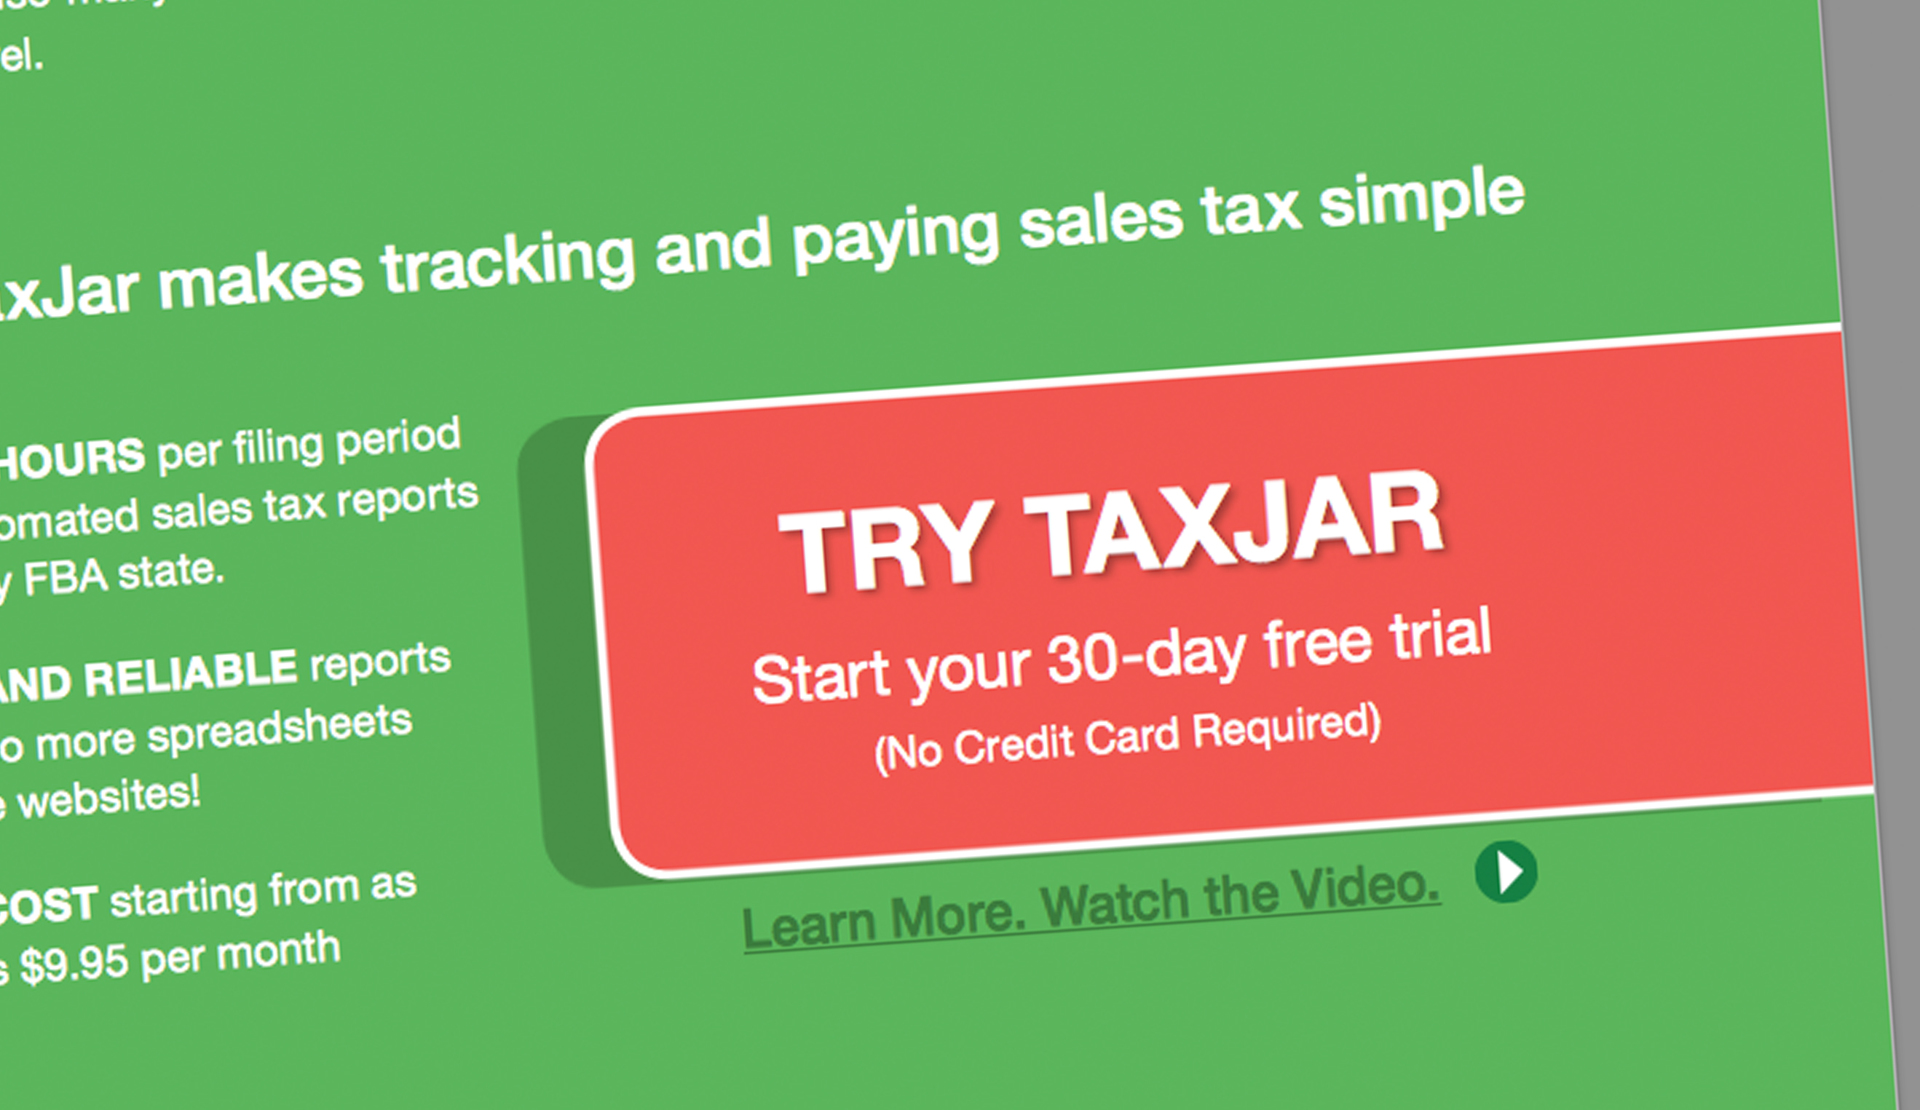 el.
axJar makes tracking and paying sales tax simple
HOURS per filing period
omated sales tax reports
y FBA state.
AND RELIABLE reports
o more spreadsheets
e websites!
COST starting from as
s $9.95 per month
TRY TAXJAR
Start your 30-day free trial
(No Credit Card Required)
Learn More. Watch the Video.